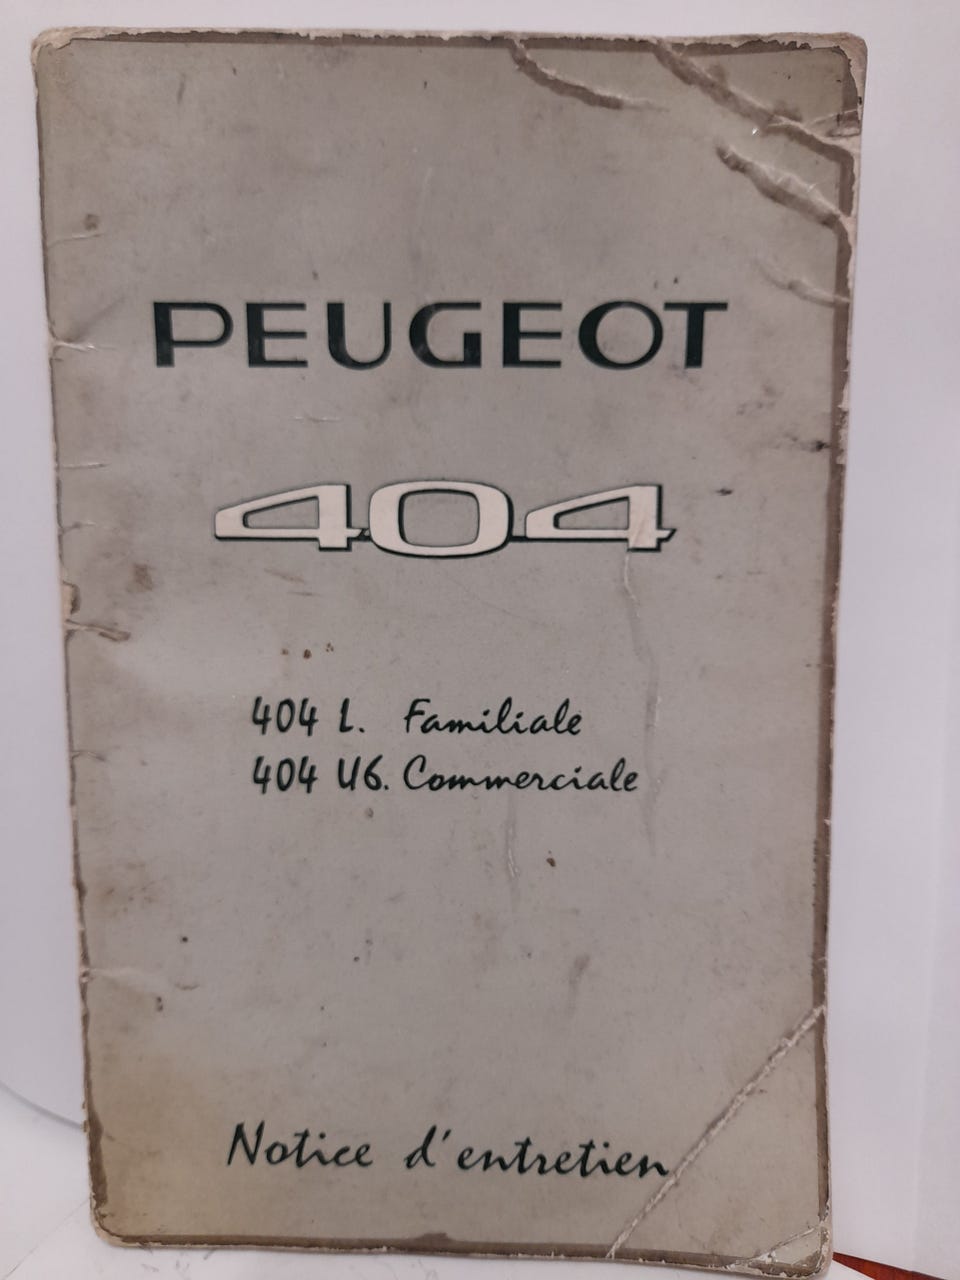 PEUGEOT
404
404 L. Familiale
404 U6. Commerciale
Notice d'entretien